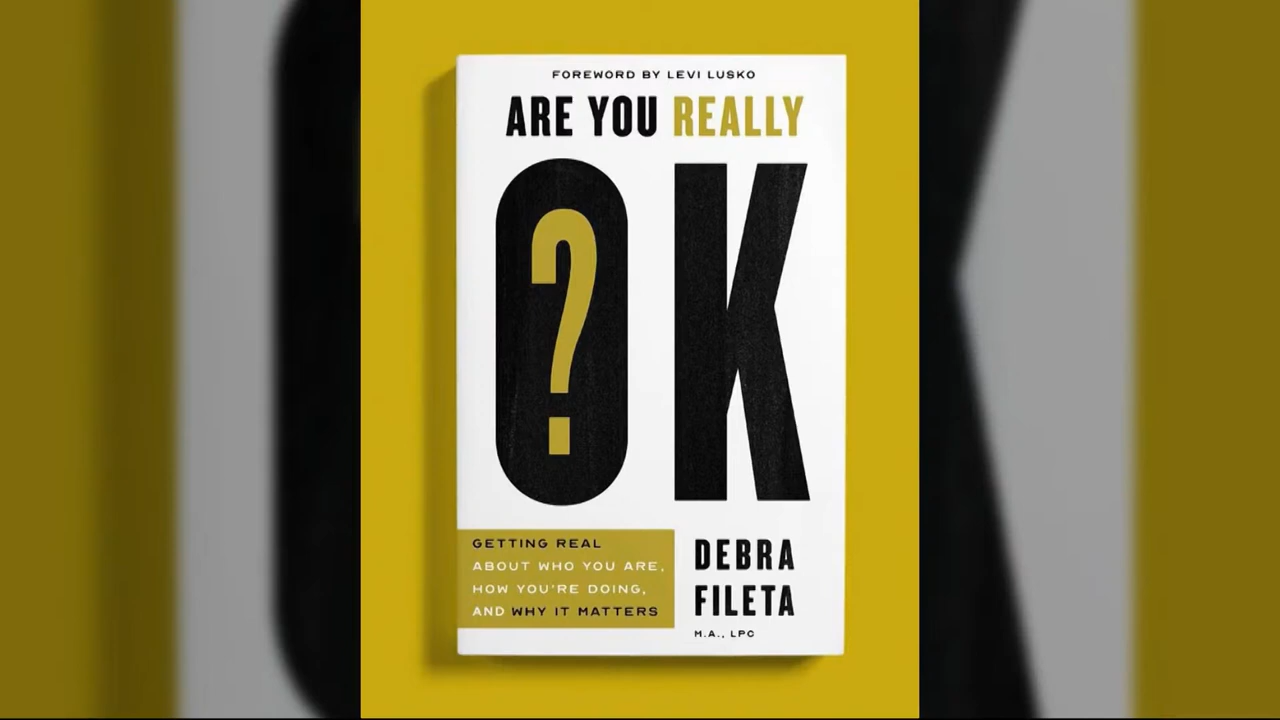 FOREWORD BY LEVI LUSKO
ARE YOU REALLY
OK
?
GETTING REAL
ABOUT WHO YOU ARE,
HOW YOU'RE DOING,
AND WHY IT MATTERS
DEBRA
FILETA
M.A., LPC